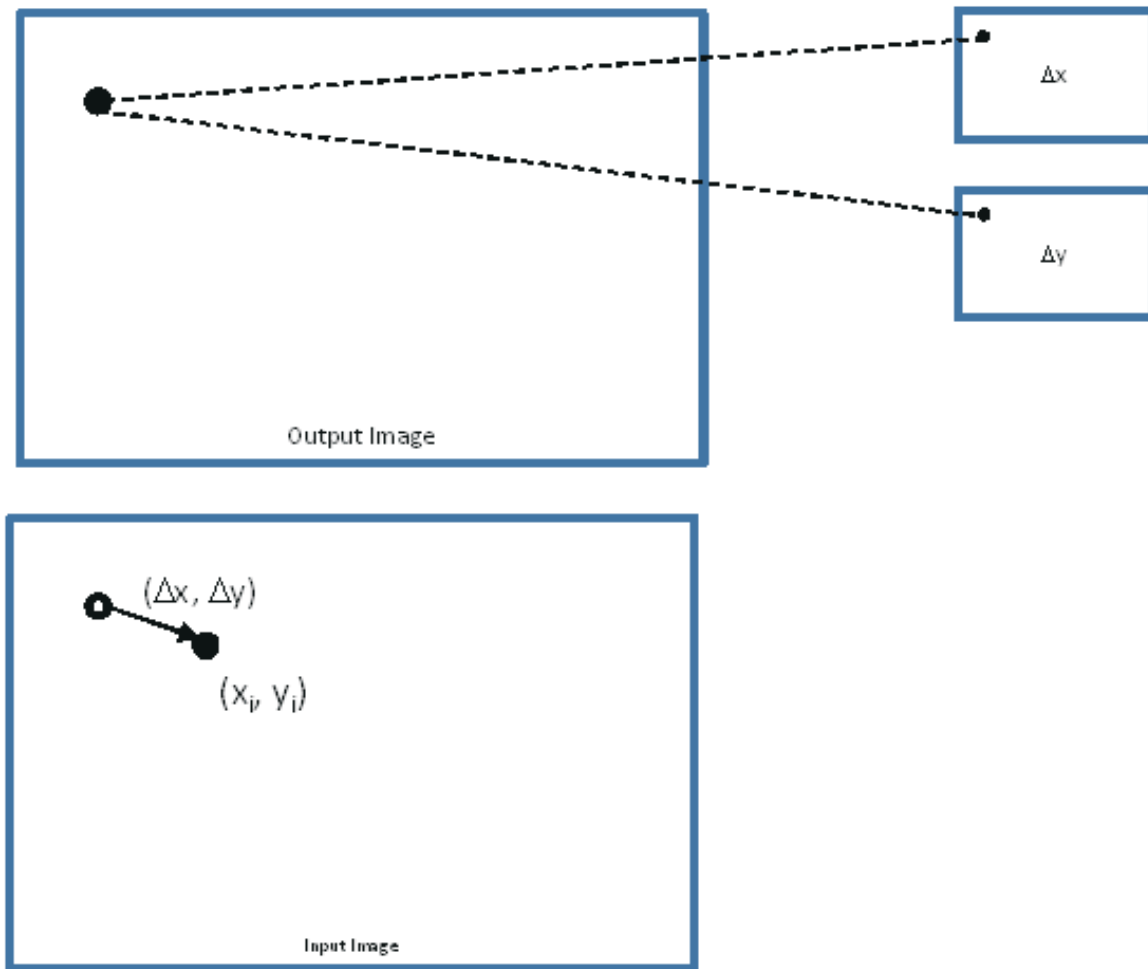 Δx
Δy
Output Image
(Δx, Δy)
(xᵢ, yᵢ)
Input Image